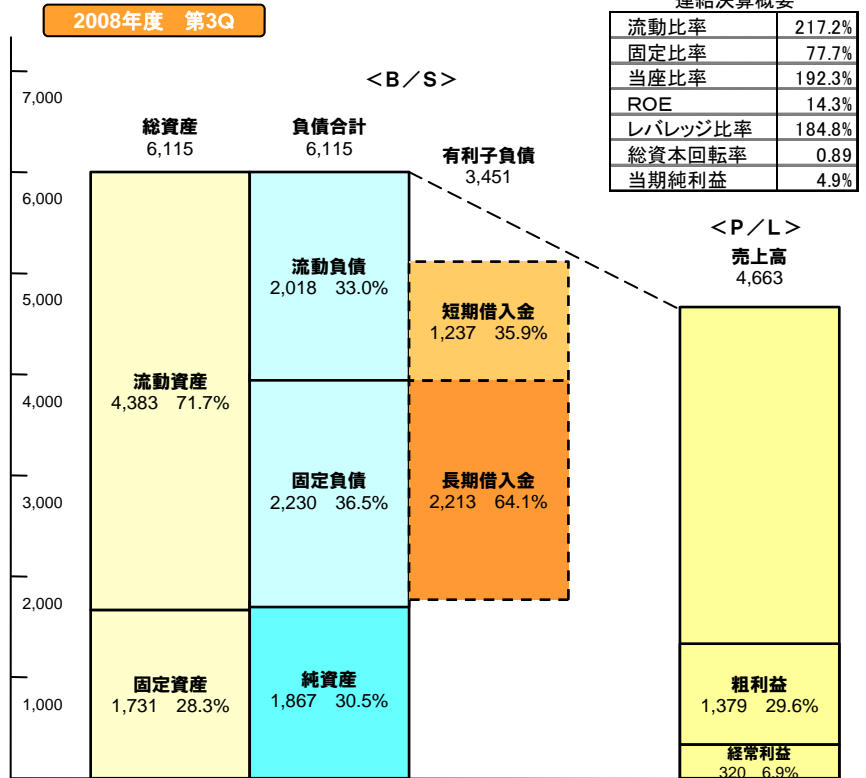 2008年度　第3Q
連結決算概要
流動比率 217.2%
固定比率 77.7%
当座比率 192.3%
ROE 14.3%
レバレッジ比率 184.8%
総資本回転率 0.89
当期純利益 4.9%
＜B／S＞
7,000
6,000
5,000
4,000
3,000
2,000
1,000
総資産
6,115
負債合計
6,115
有利子負債
3,451
流動資産
4,383　71.7%
固定資産
1,731　28.3%
流動負債
2,018　33.0%
固定負債
2,230　36.5%
純資産
1,867　30.5%
短期借入金
1,237　35.9%
長期借入金
2,213　64.1%
＜P／L＞
売上高
4,663
粗利益
1,379　29.6%
経常利益
320　6.9%